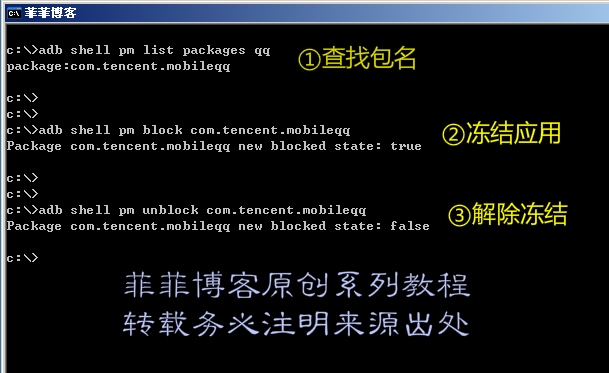 菲菲博客
c:\>adb shell pm list packages qq
package:com.tencent.mobileqq
①查找包名
c:\>
c:\>
c:\>adb shell pm block com.tencent.mobileqq
Package com.tencent.mobileqq new blocked state: true
②冻结应用
c:\>
c:\>
c:\>adb shell pm unblock com.tencent.mobileqq
Package com.tencent.mobileqq new blocked state: false
③解除冻结
c:\>
菲菲博客原创系列教程
转载务必注明来源出处